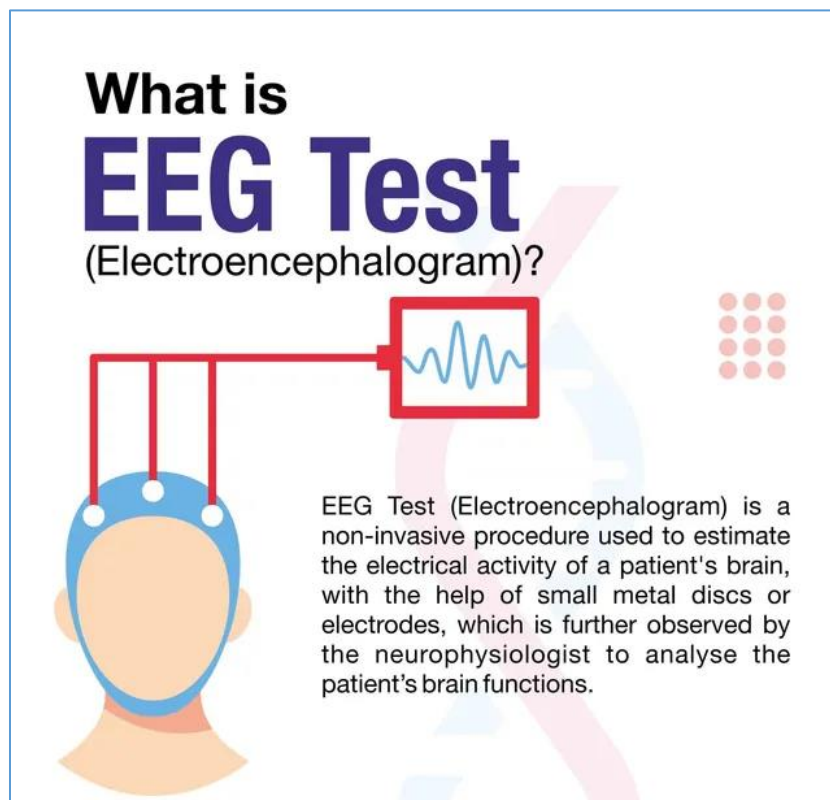 What is
EEG Test
(Electroencephalogram)?
EEG Test (Electroencephalogram) is a
non-invasive procedure used to estimate
the electrical activity of a patient's brain,
with the help of small metal discs or
electrodes, which is further observed by
the neurophysiologist to analyse the
patient’s brain functions.